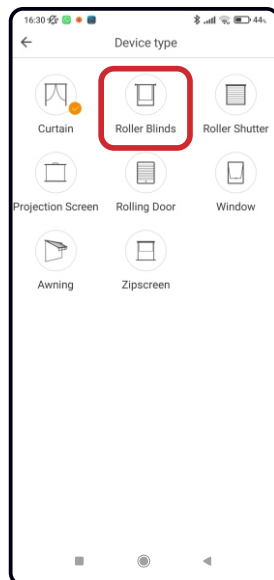 16:30 44%
Device type
Curtain Roller Blinds Roller Shutter
Projection Screen Rolling Door Window
Awning Zipscreen